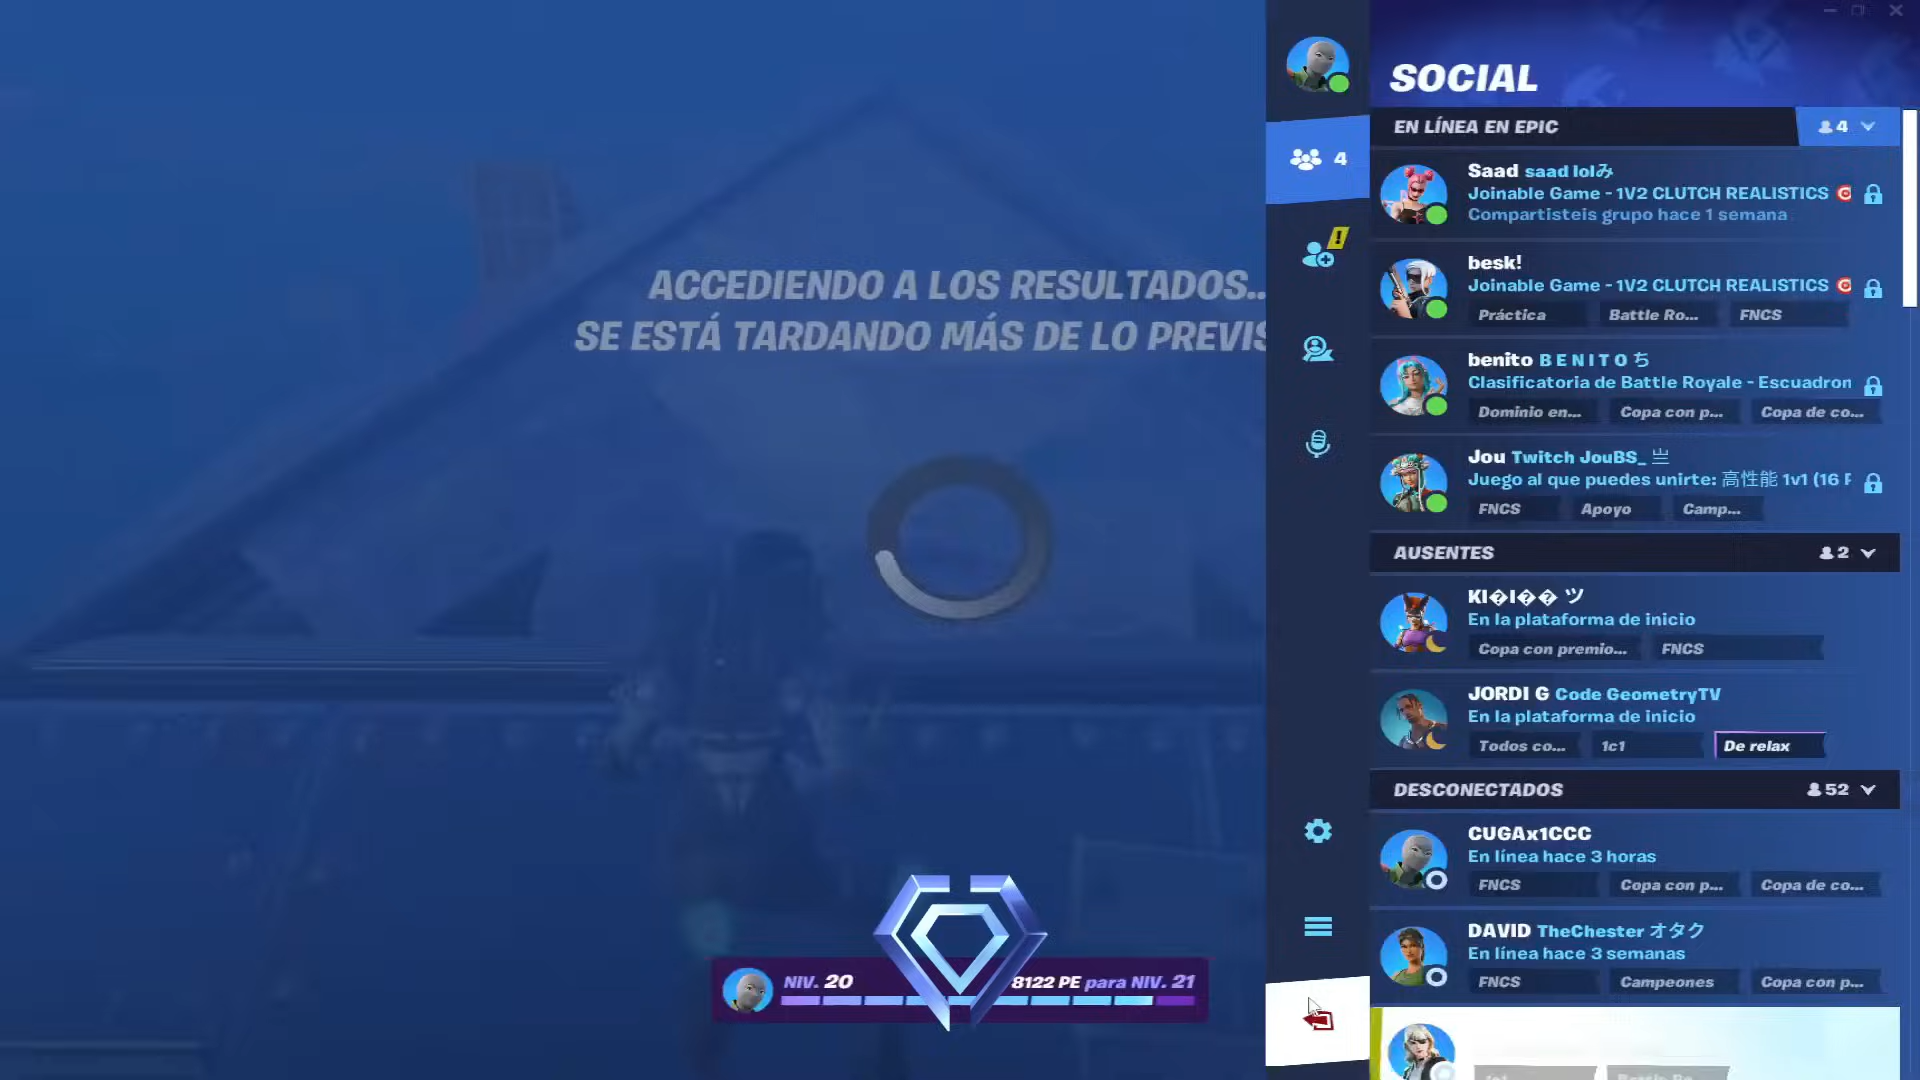 ACCEDIENDO A LOS RESULTADOS..
SE ESTÁ TARDANDO MÁS DE LO PREVIS
NIV. 20
8122 PE para NIV. 21
4
SOCIAL
EN LÍNEA EN EPIC
4
Saad saad lolみ
Joinable Game - 1V2 CLUTCH REALISTICS 🎯
Compartisteis grupo hace 1 semana
besk!
Joinable Game - 1V2 CLUTCH REALISTICS 🎯
Práctica Battle Ro... FNCS
benito B E N I T O ち
Clasificatoria de Battle Royale - Escuadron
Dominio en... Copa con p... Copa de co...
Jou Twitch JouBS_ 亗
Juego al que puedes unirte: 高性能 1v1 (16 P
FNCS Apoyo Camp...
AUSENTES
2
KI�I�� ツ
En la plataforma de inicio
Copa con premio... FNCS
JORDI G Code GeometryTV
En la plataforma de inicio
Todos co... 1c1 De relax
DESCONECTADOS
52
CUGAx1CCC
En línea hace 3 horas
FNCS Copa con p... Copa de co...
DAVID TheChester オタク
En línea hace 3 semanas
FNCS Campeones Copa con p...